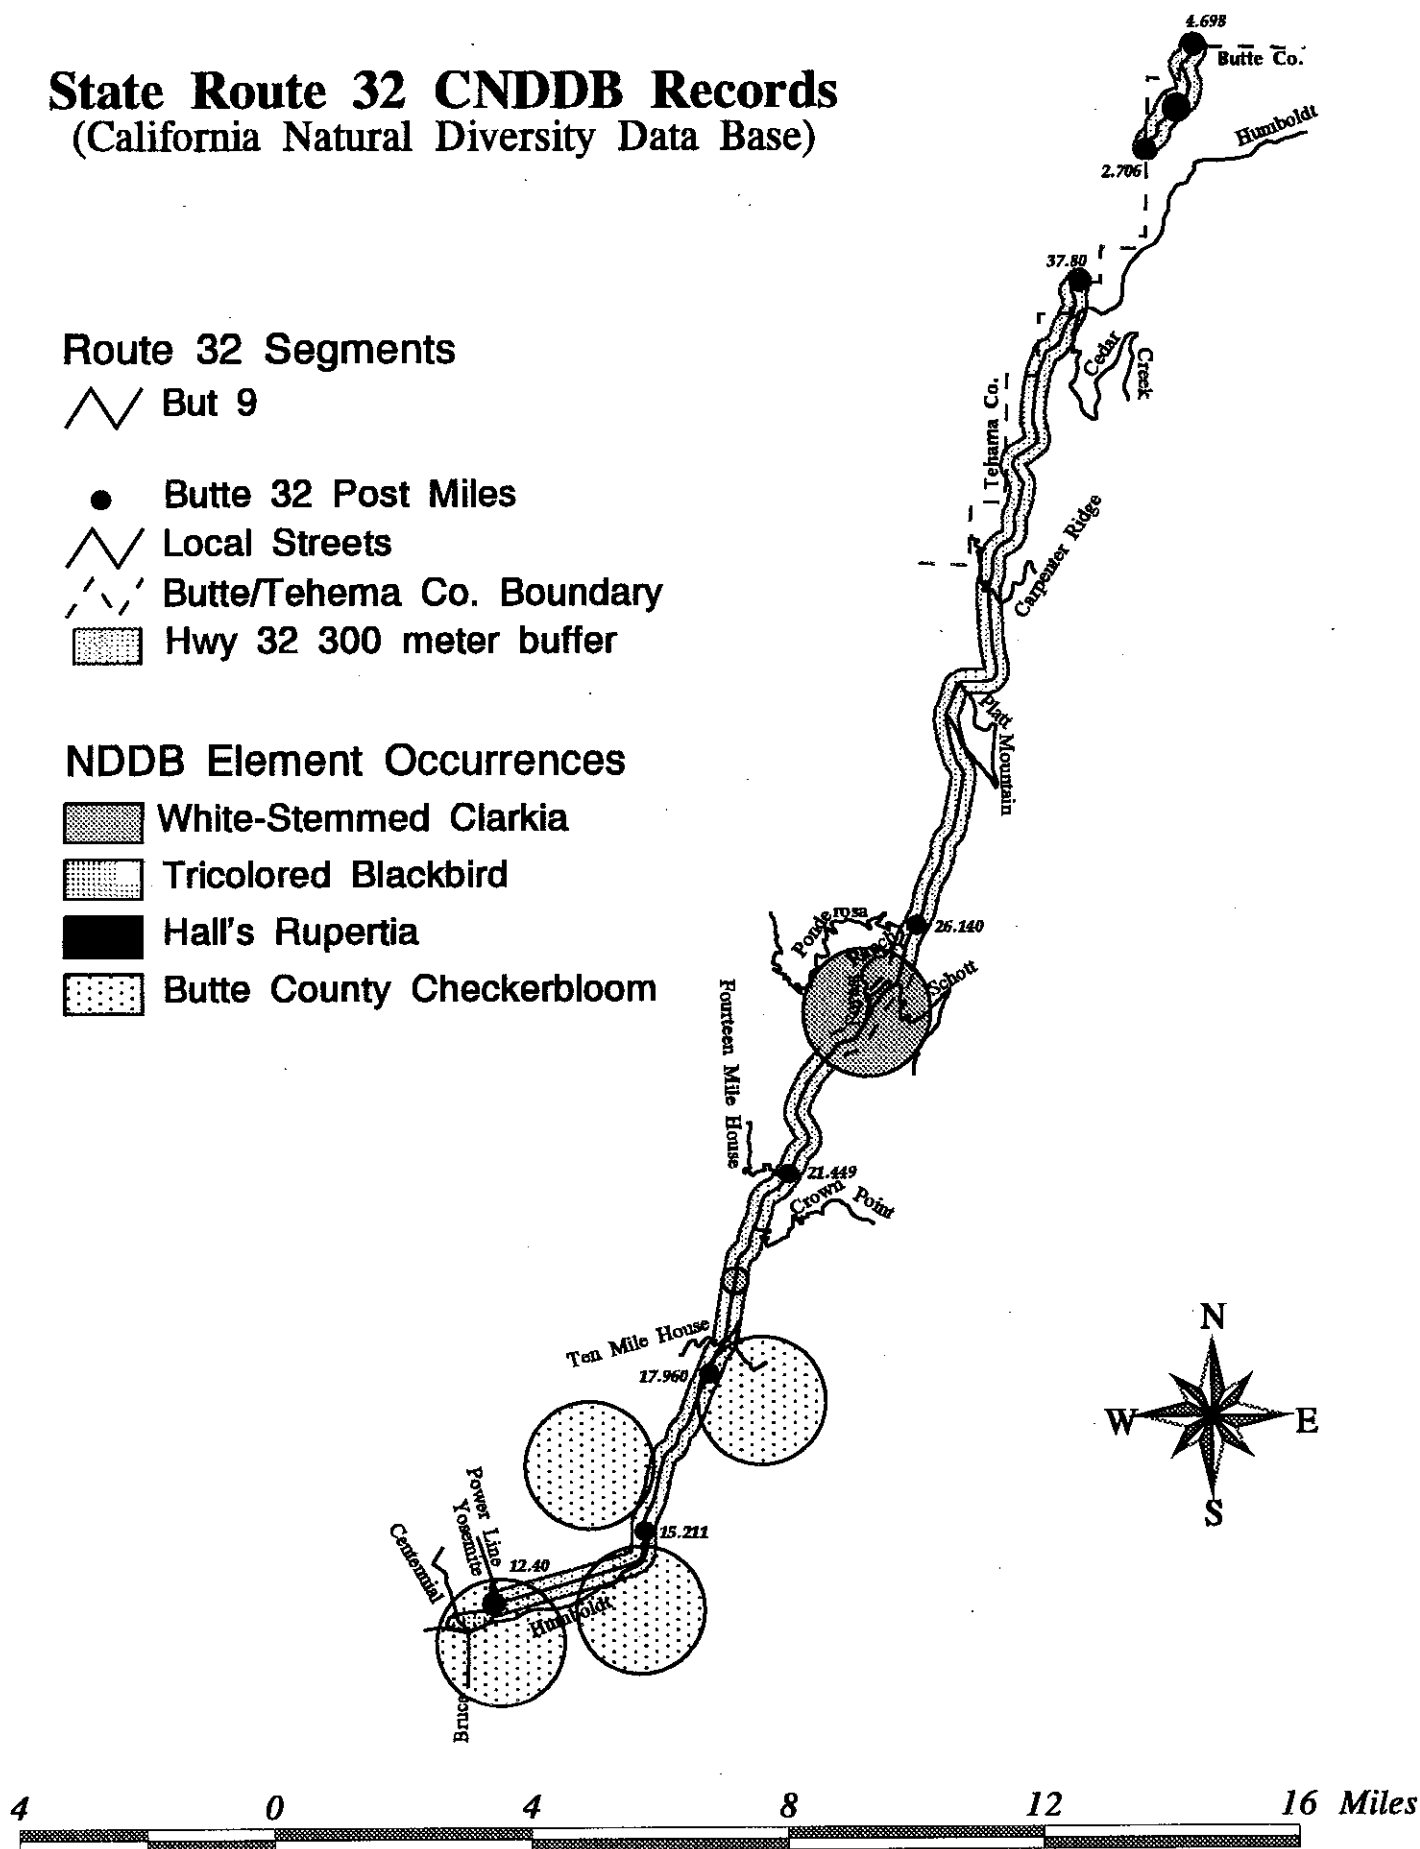 State Route 32 CNDDB Records
(California Natural Diversity Data Base)
4.698
Butte Co.
Humboldt
2.706
37.80
Route 32 Segments
But 9
Butte 32 Post Miles
Local Streets
Butte/Tehema Co. Boundary
Hwy 32 300 meter buffer
Cedar Creek
Tehama Co.
Carpenter Ridge
Platt Mountain
NDDB Element Occurrences
White-Stemmed Clarkia
Tricolored Blackbird
Hall's Rupertia
Butte County Checkerbloom
Ponderosa
26.140
Schott
Fourteen Mile House
21.449
Crown Point
Ten Mile House
17.960
Power Line
Yosemite
Centennial
12.40
15.211
Humboldt
Bruce
N
W E
S
4 0 4 8 12 16 Miles